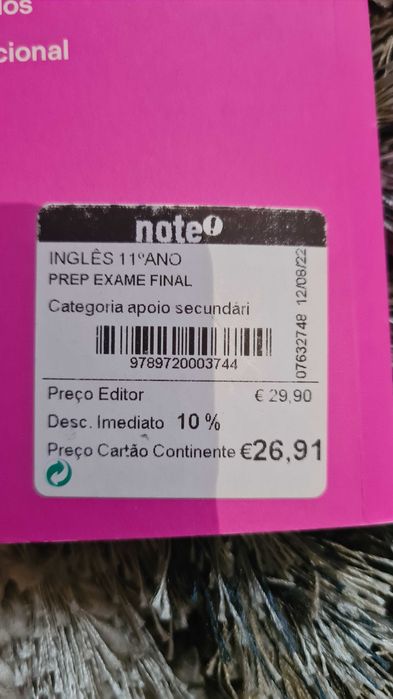 cional
note!
INGLÊS 11ºANO
PREP EXAME FINAL
Categoria apoio secundári
9789720003744
07632748 12/08/22
Preço Editor € 29,90
Desc. Imediato 10 %
Preço Cartão Continente €26,91